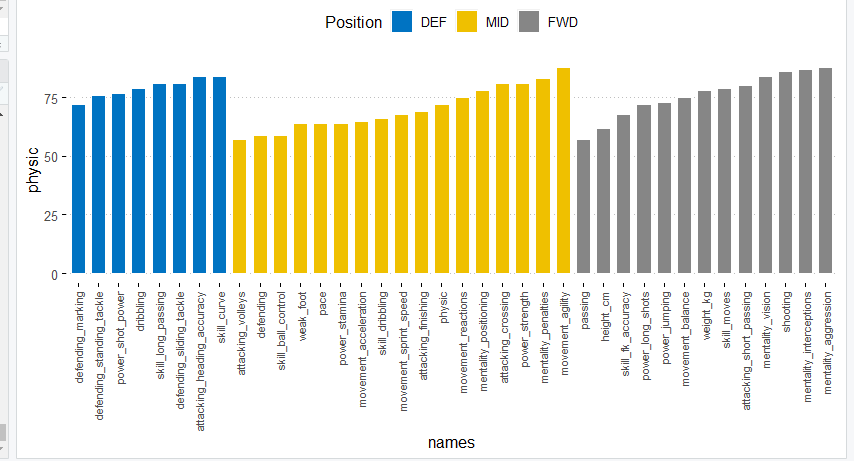 Position DEF MID FWD
physic
75
50
25
0
defending_marking
defending_standing_tackle
power_shot_power
dribbling
skill_long_passing
defending_sliding_tackle
attacking_heading_accuracy
skill_curve
attacking_volleys
defending
skill_ball_control
weak_foot
pace
power_stamina
movement_acceleration
skill_dribbling
movement_sprint_speed
attacking_finishing
physic
movement_reactions
mentality_positioning
attacking_crossing
power_strength
mentality_penalties
movement_agility
passing
height_cm
skill_fk_accuracy
power_long_shots
power_jumping
movement_balance
weight_kg
skill_moves
attacking_short_passing
mentality_vision
shooting
mentality_interceptions
mentality_aggression
names